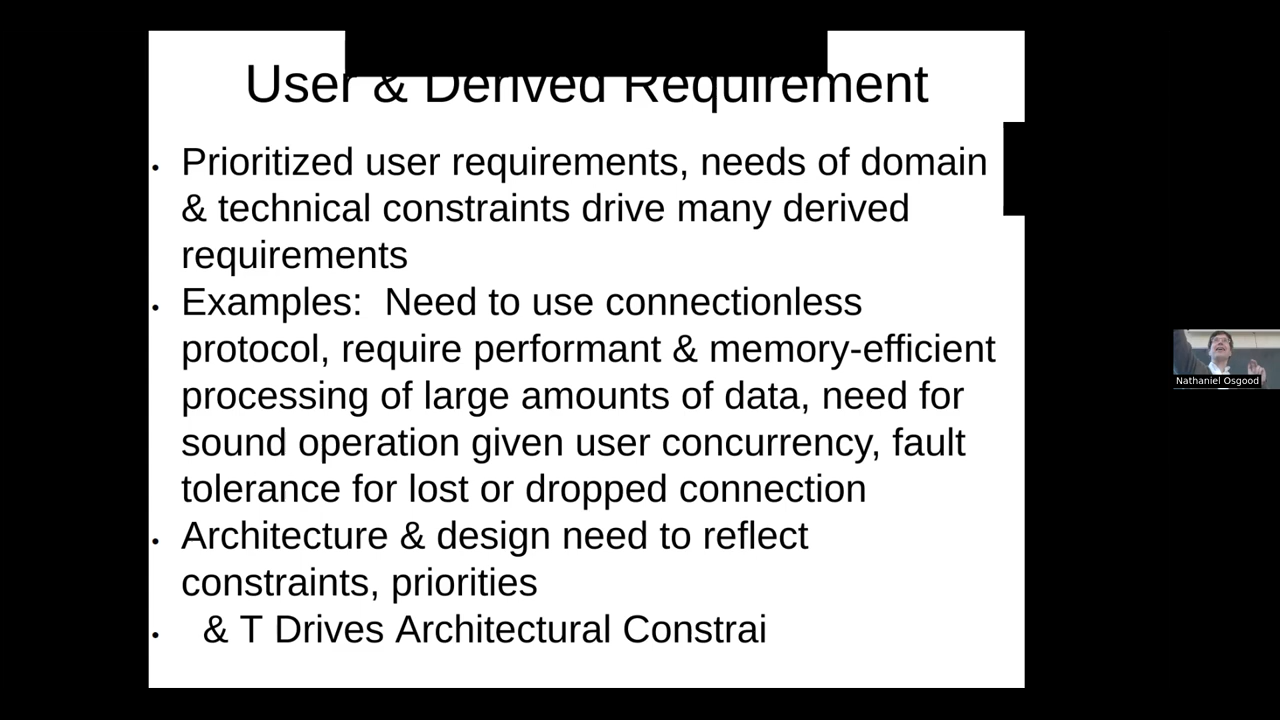 User & Derived Requirement
• Prioritized user requirements, needs of domain
& technical constraints drive many derived
requirements
• Examples:  Need to use connectionless
protocol, require performant & memory-efficient
processing of large amounts of data, need for
sound operation given user concurrency, fault
tolerance for lost or dropped connection
• Architecture & design need to reflect
constraints, priorities
• & T Drives Architectural Constrai
Nathaniel Osgood